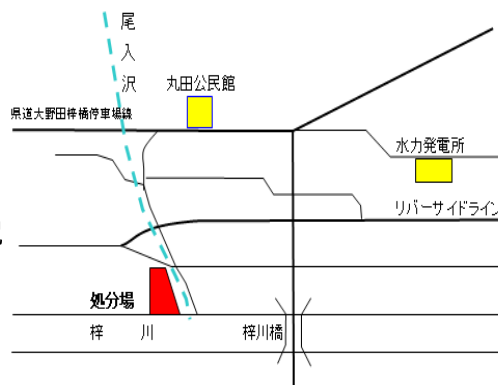 尾入沢
丸田公民館
県道大野田梓橋停車場線
水力発電所
リバーサイドライン
処分場
梓川
梓川橋